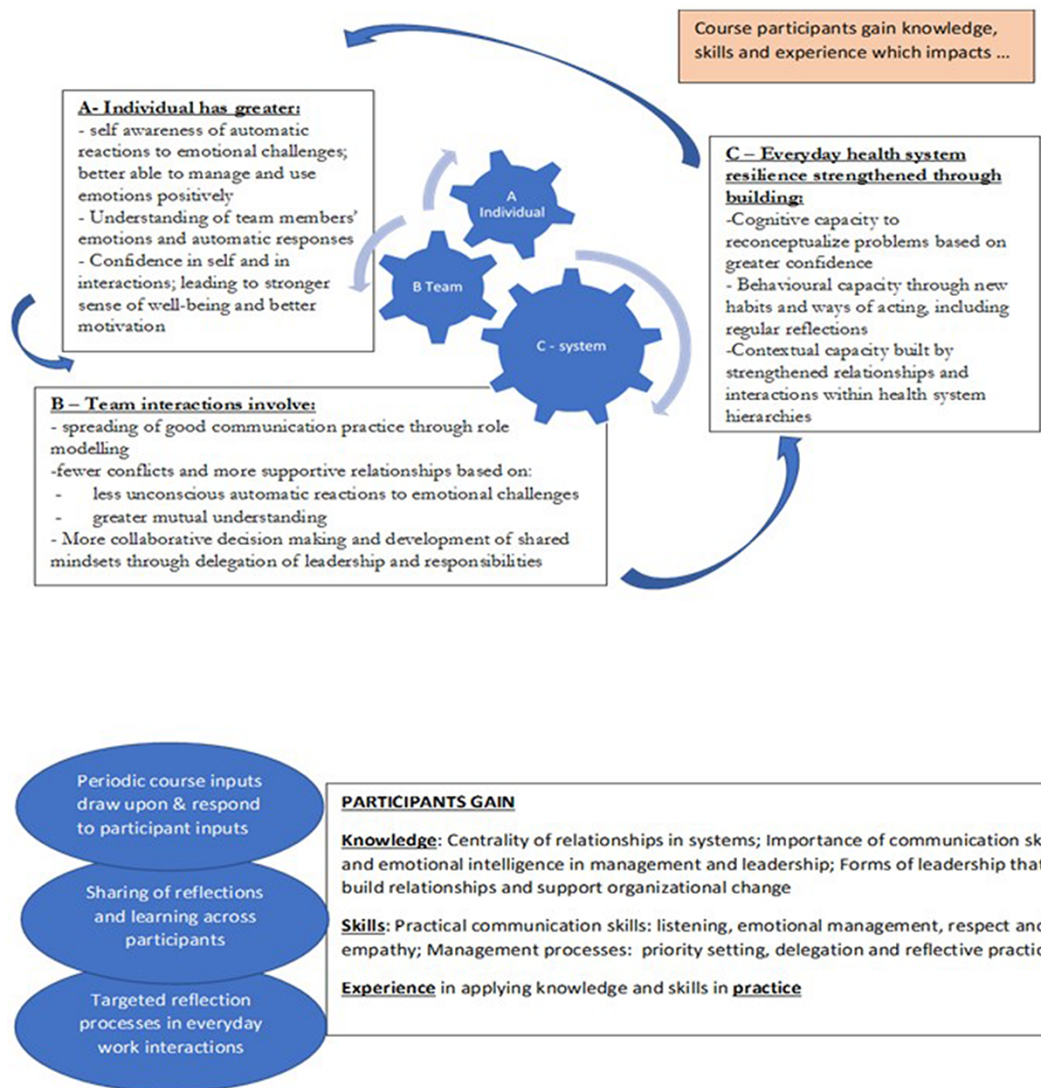 Course participants gain knowledge,
skills and experience which impacts ...
A- Individual has greater:
- self awareness of automatic
reactions to emotional challenges;
better able to manage and use
emotions positively
- Understanding of team members'
emotions and automatic responses
- Confidence in self and in
interactions; leading to stronger
sense of well-being and better
motivation
A
Individual
B Team
C - system
C – Everyday health system
resilience strengthened through
building:
-Cognitive capacity to
reconceptualize problems based on
greater confidence
- Behavioural capacity through new
habits and ways of acting, including
regular reflections
-Contextual capacity built by
strengthened relationships and
interactions within health system
hierarchies
B – Team interactions involve:
- spreading of good communication practice through role
modelling
-fewer conflicts and more supportive relationships based on:
- less unconscious automatic reactions to emotional challenges
- greater mutual understanding
- More collaborative decision making and development of shared
mindsets through delegation of leadership and responsibilities
Periodic course inputs
draw upon & respond
to participant inputs
Sharing of reflections
and learning across
participants
Targeted reflection
processes in everyday
work interactions
PARTICIPANTS GAIN
Knowledge: Centrality of relationships in systems; Importance of communication sk
and emotional intelligence in management and leadership; Forms of leadership that
build relationships and support organizational change
Skills: Practical communication skills: listening, emotional management, respect and
empathy; Management processes: priority setting, delegation and reflective practic
Experience in applying knowledge and skills in practice